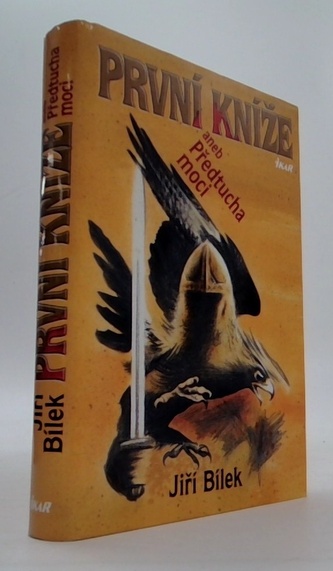 PRVNÍ KNÍŽE
aneb
Předtucha
moci
IKAR
Jiří Bílek
Jiří
Bílek
PRVNÍ KNÍŽE
Předtucha
moci
IKAR